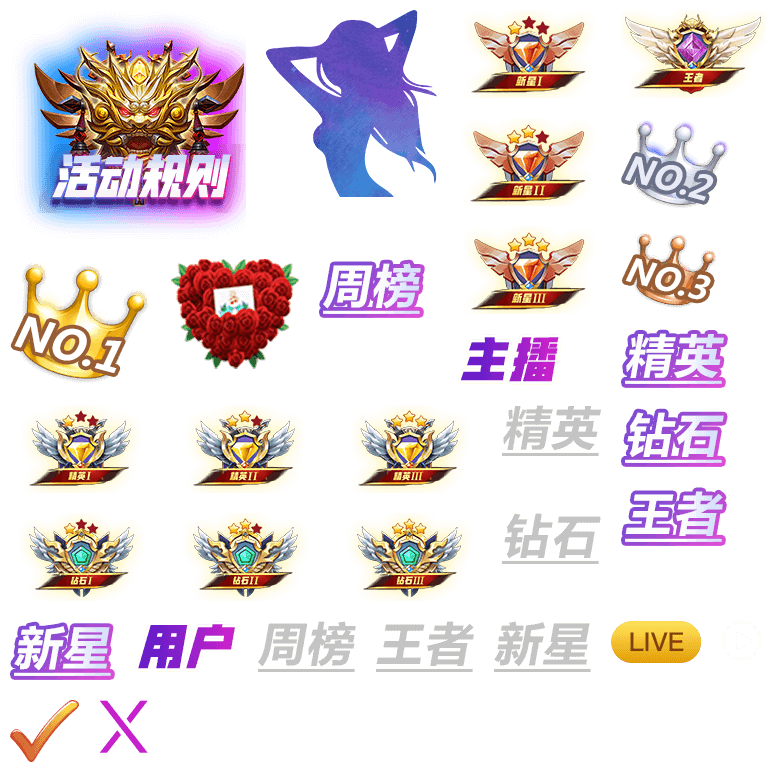 新星I
王者
活动规则
新星II
NO.2
新星III
NO.3
NO.1
周榜
主播
精英
精英
钻石
精英I
精英II
精英III
钻石
王者
钻石I
钻石II
钻石III
新星
用户
周榜
王者
新星
LIVE